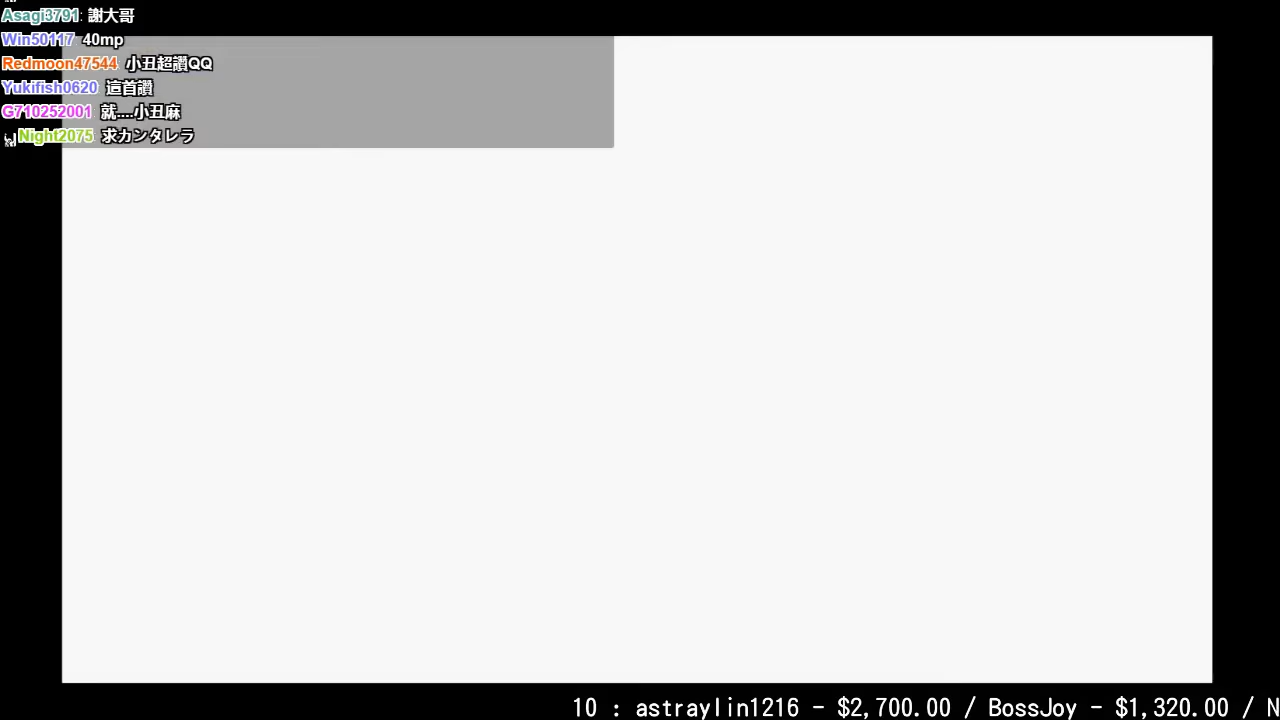 Asagi3791: 謝大哥
Win50117 40mp
Redmoon47544 小丑超讚QQ
Yukifish0620 這首讚
G710252001 就....小丑麻
Night2075 求カンタレラ
10 : astraylin1216 - $2,700.00 / BossJoy - $1,320.00 / N